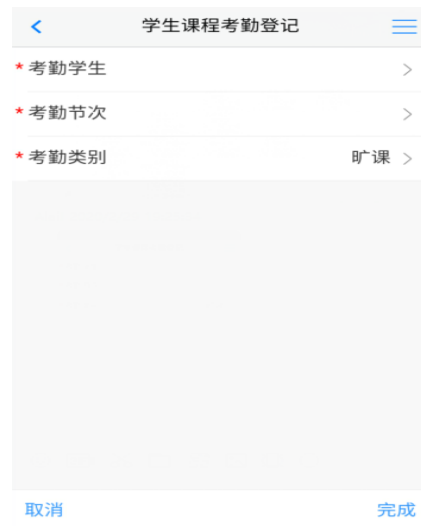 学生课程考勤登记
* 考勤学生
* 考勤节次
* 考勤类别 旷课
取消 完成